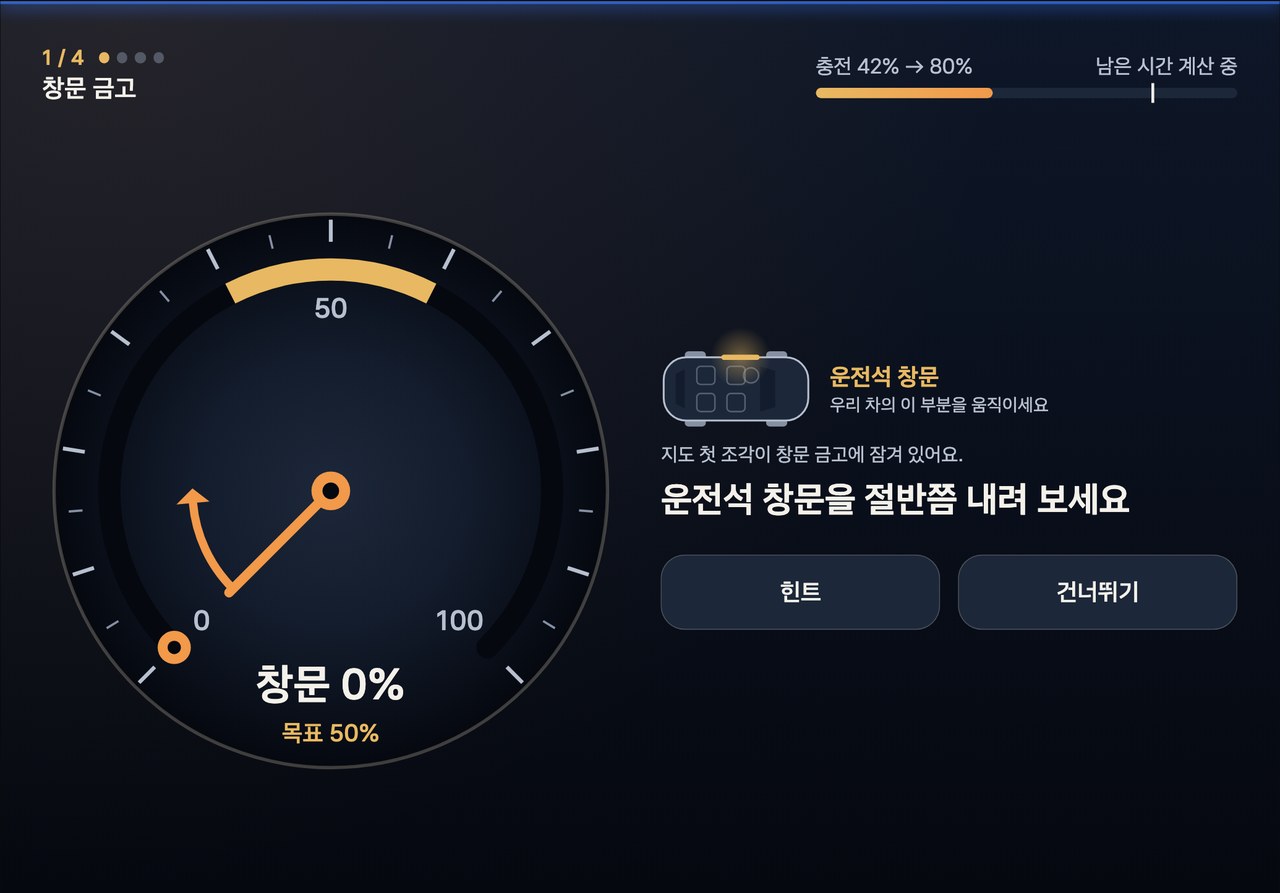 1 / 4
창문 금고
충전 42% → 80%
남은 시간 계산 중
50
0
100
창문 0%
목표 50%
운전석 창문
우리 차의 이 부분을 움직이세요
지도 첫 조각이 창문 금고에 잠겨 있어요.
운전석 창문을 절반쯤 내려 보세요
힌트
건너뛰기